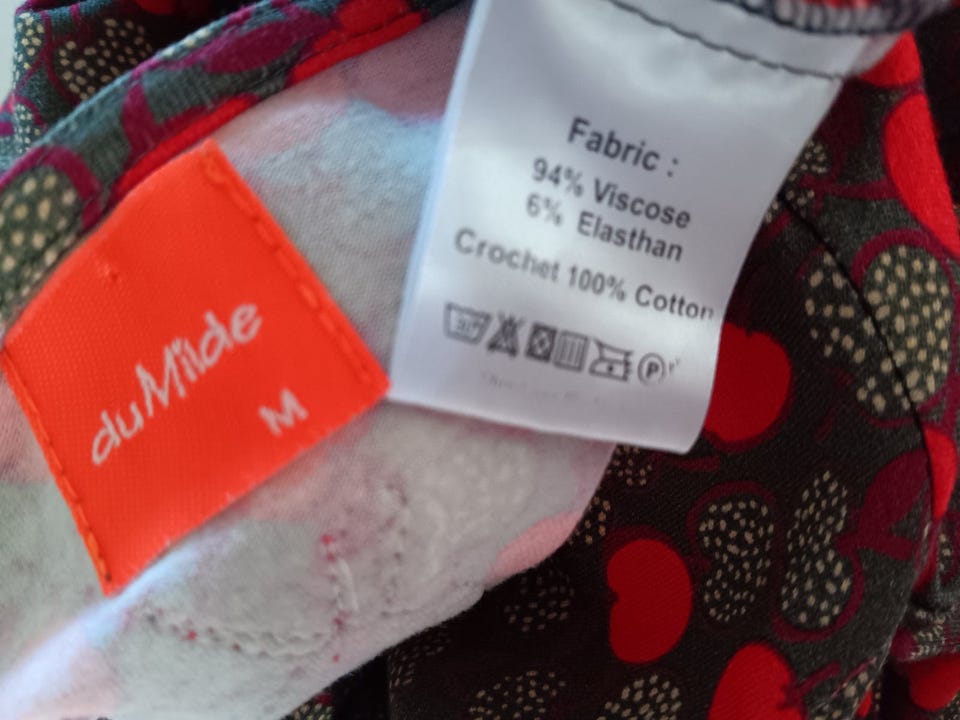 duMilde
M
Fabric :
94% Viscose
6% Elasthan
Crochet 100% Cotton
P